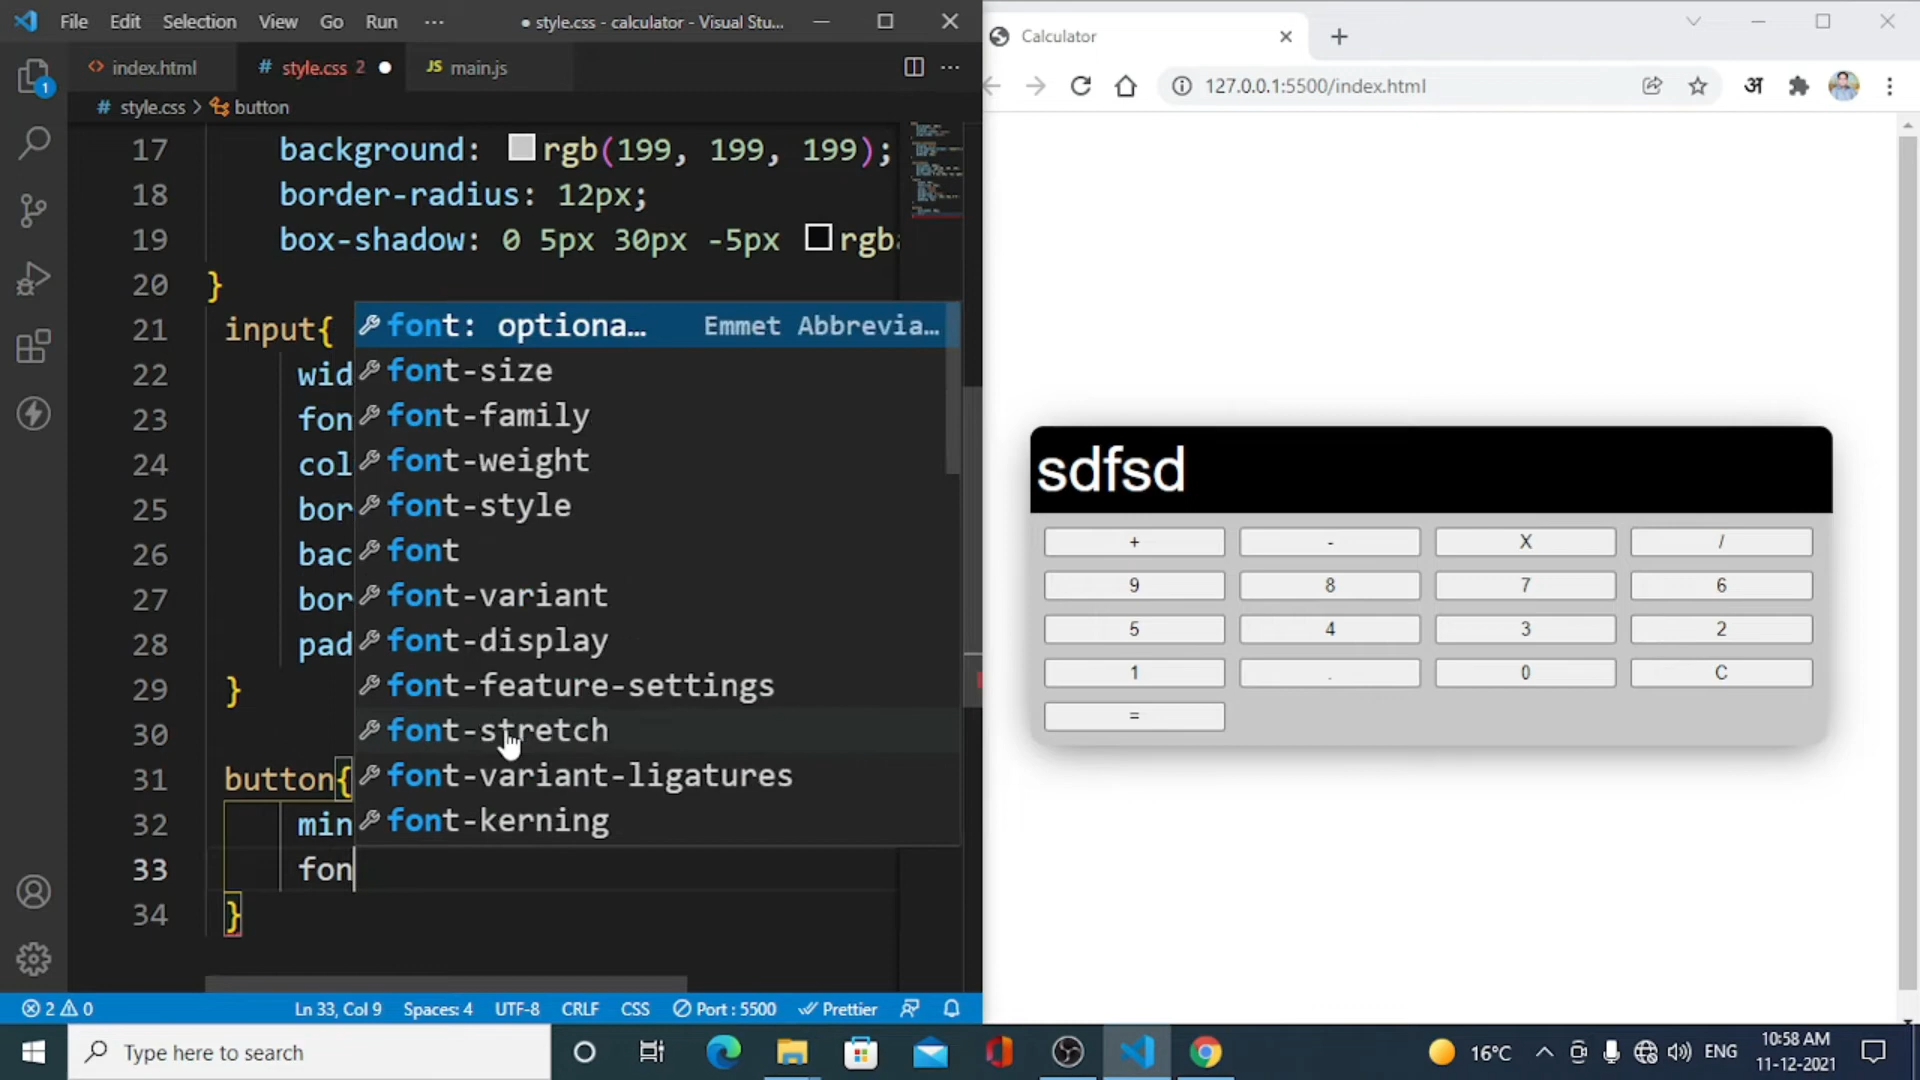 File Edit Selection View Go Run ··· ● style.css - calculator - Visual Stu...
index.html # style.css 2 JS main.js
# style.css > button
17 background: rgb(199, 199, 199);
18 border-radius: 12px;
19 box-shadow: 0 5px 30px -5px rgb
20 }
21 input{
22 wid
23 fon
24 col
25 bor
26 bac
27 bor
28 pad
29 }
30
31 button{
32 min
33 fon
34 }
font: optiona... Emmet Abbrevia...
font-size
font-family
font-weight
font-style
font
font-variant
font-display
font-feature-settings
font-stretch
font-variant-ligatures
font-kerning
1
2 0 Ln 33, Col 9 Spaces: 4 UTF-8 CRLF CSS Port : 5500 Prettier
Calculator
127.0.0.1:5500/index.html अ
sdfsd
+ - X /
9 8 7 6
5 4 3 2
1 . 0 C
=
Type here to search
16°C ENG 10:58 AM
11-12-2021